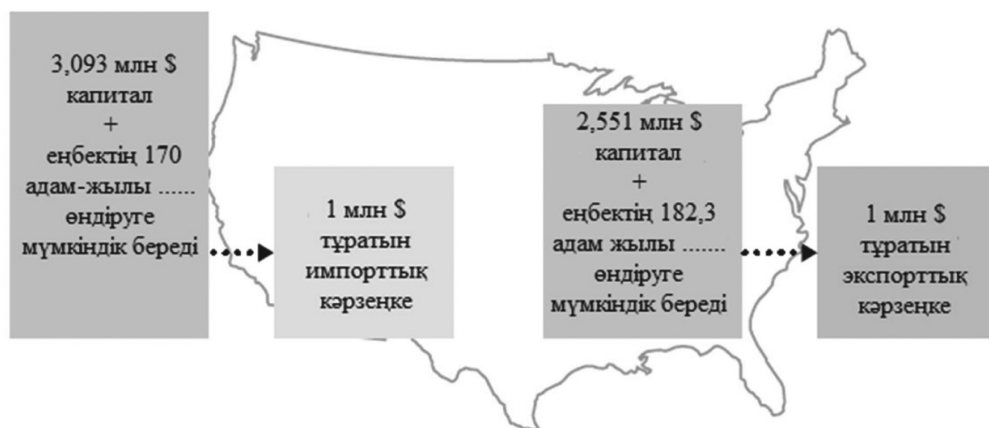 3,093 млн $
капитал
+
еңбектің 170
адам-жылы ......
өндіруге
мүмкіндік береді
1 млн $
тұратын
импорттық
кәрзеңке
2,551 млн $
капитал
+
еңбектің 182,3
адам жылы .......
өндіруге
мүмкіндік береді
1 млн $
тұратын
экспорттық
кәрзеңке